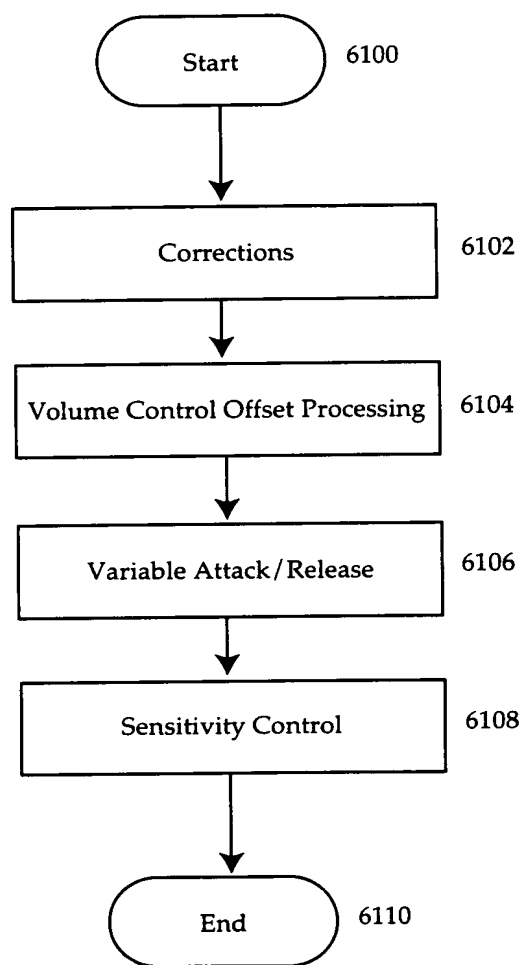 Start 6100
Corrections 6102
Volume Control Offset Processing 6104
Variable Attack/Release 6106
Sensitivity Control 6108
End 6110